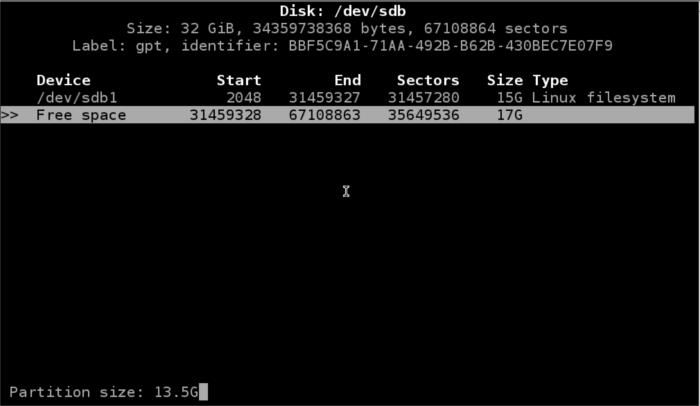 Disk: /dev/sdb
Size: 32 GiB, 34359738368 bytes, 67108864 sectors
Label: gpt, identifier: BBF5C9A1-71AA-492B-B62B-430BEC7E07F9
Device Start End Sectors Size Type
/dev/sdb1 2048 31459327 31457280 15G Linux filesystem
>> Free space 31459328 67108863 35649536 17G
Partition size: 13.5G